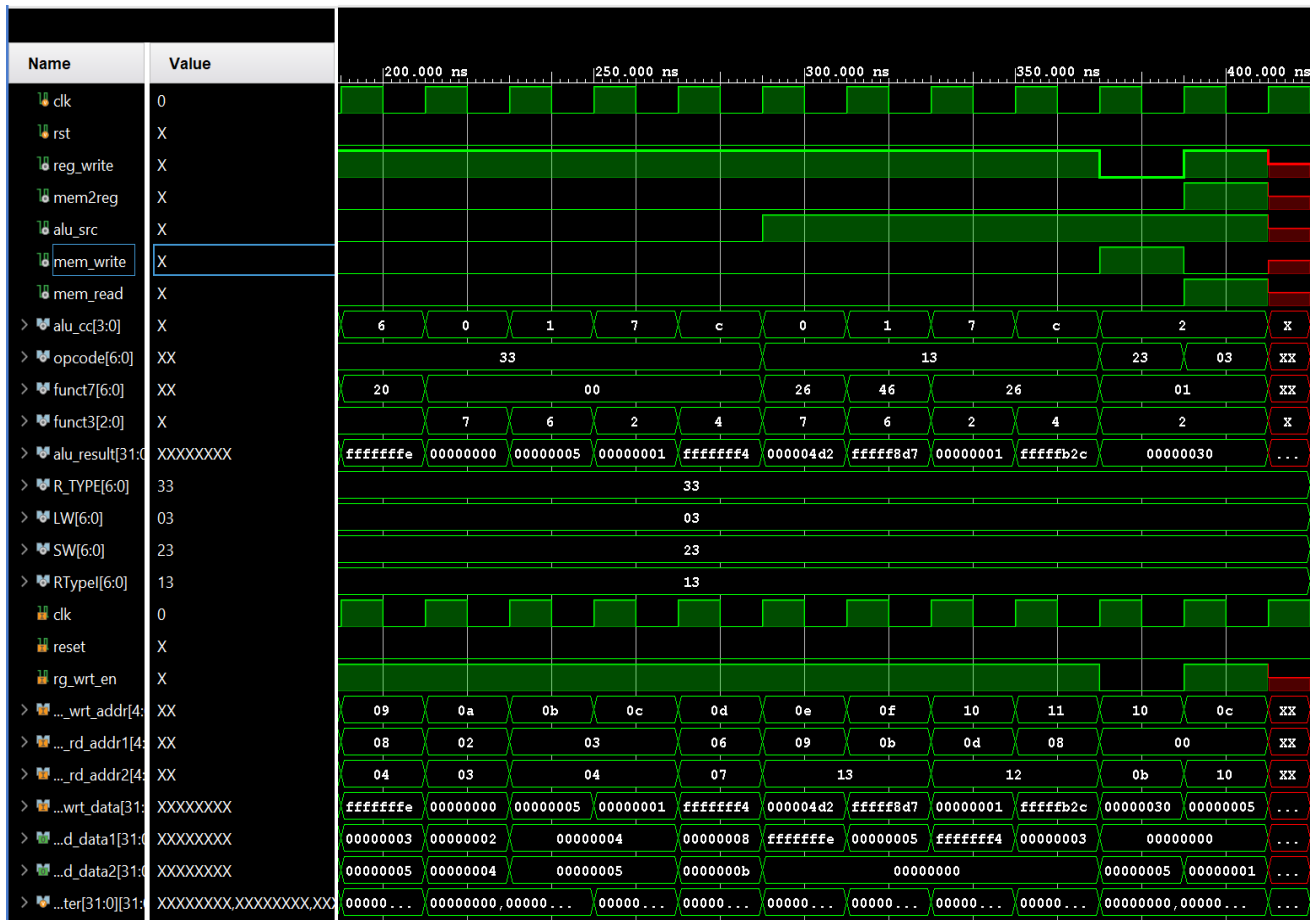 200.000 ns 250.000 ns 300.000 ns 350.000 ns 400.000 ns
Name Value
clk 0
rst X
reg_write X
mem2reg X
alu_src X
mem_write X
mem_read X
alu_cc[3:0] X 6 0 1 7 c 0 1 7 c 2 X
opcode[6:0] XX 33 13 23 03 XX
funct7[6:0] XX 20 00 26 46 26 01 XX
funct3[2:0] X 7 6 2 4 7 6 2 4 2 X
alu_result[31:0 XXXXXXXX fffffffe 00000000 00000005 00000001 fffffff4 000004d2 fffff8d7 00000001 fffffb2c 00000030 ...
R_TYPE[6:0] 33 33
LW[6:0] 03 03
SW[6:0] 23 23
RTypeI[6:0] 13 13
clk 0
reset X
rg_wrt_en X
..._wrt_addr[4: XX 09 0a 0b 0c 0d 0e 0f 10 11 10 0c XX
..._rd_addr1[4: XX 08 02 03 06 09 0b 0d 08 00 XX
..._rd_addr2[4: XX 04 03 04 07 13 12 0b 10 XX
...wrt_data[31: XXXXXXXX fffffffe 00000000 00000005 00000001 fffffff4 000004d2 fffff8d7 00000001 fffffb2c 00000030 00000005 ...
...d_data1[31:0 XXXXXXXX 00000003 00000002 00000004 00000008 fffffffe 00000005 fffffff4 00000003 00000000 ...
...d_data2[31:0 XXXXXXXX 00000005 00000004 00000005 0000000b 00000000 00000005 00000001 ...
...ter[31:0][31: XXXXXXXX,XXXXXXXX,XXX 00000... 00000000,00000... 00000... 00000... 00000... 00000... 00000... 00000... 00000000,00000... ...